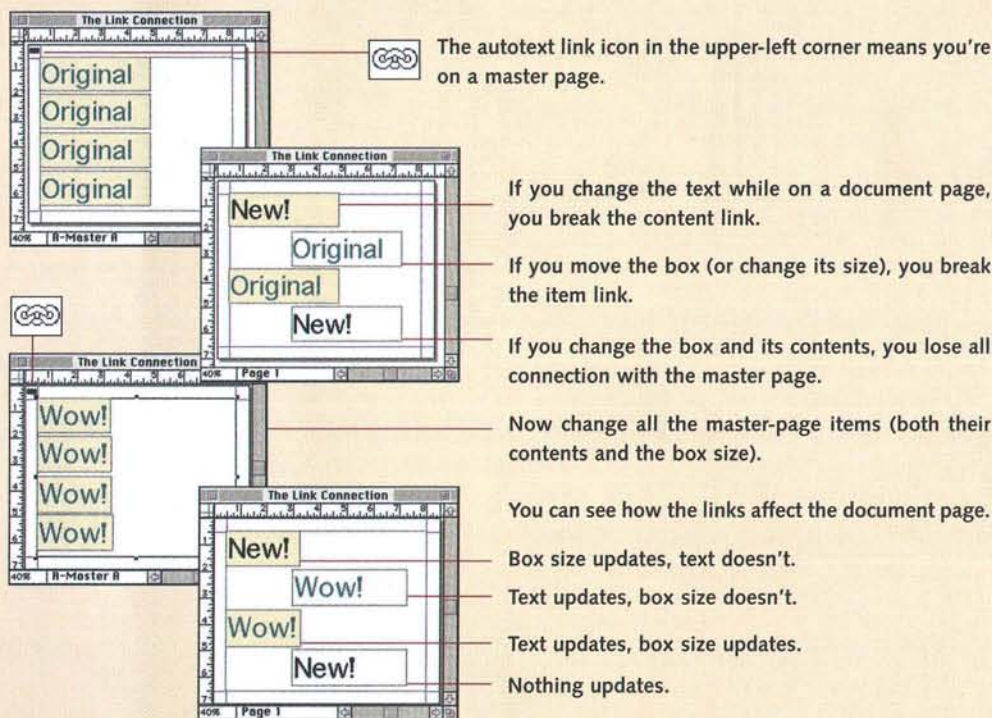 The Link Connection
Original
Original
Original
Original
40% A-Master A
The autotext link icon in the upper-left corner means you're
on a master page.
The Link Connection
New!
Original
Original
New!
40% Page 1
If you change the text while on a document page,
you break the content link.
If you move the box (or change its size), you break
the item link.
If you change the box and its contents, you lose all
connection with the master page.
The Link Connection
Wow!
Wow!
Wow!
Wow!
40% A-Master A
Now change all the master-page items (both their
contents and the box size).
You can see how the links affect the document page.
The Link Connection
New!
Wow!
Wow!
New!
40% Page 1
Box size updates, text doesn't.
Text updates, box size doesn't.
Text updates, box size updates.
Nothing updates.